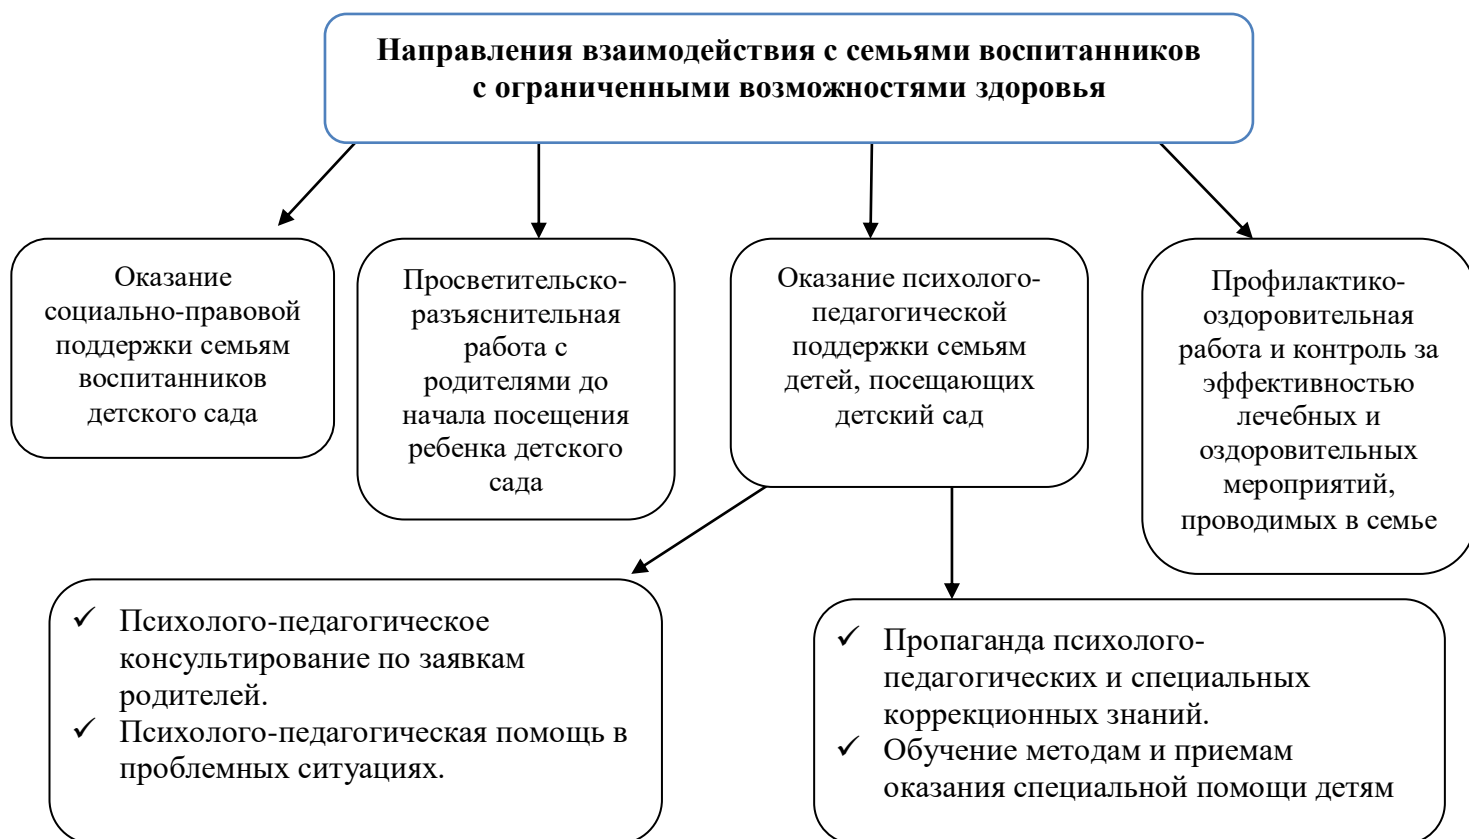 Направления взаимодействия с семьями воспитанников
с ограниченными возможностями здоровья
Оказание
социально-правовой
поддержки семьям
воспитанников
детского сада
Просветительско-
разъяснительная
работа с
родителями до
начала посещения
ребенка детского
сада
Оказание психолого-
педагогической
поддержки семьям
детей, посещающих
детский сад
Профилактико-
оздоровительная
работа и контроль за
эффективностью
лечебных и
оздоровительных
мероприятий,
проводимых в семье
✓ Психолого-педагогическое
консультирование по заявкам
родителей.
✓ Психолого-педагогическая помощь в
проблемных ситуациях.
✓ Пропаганда психолого-
педагогических и специальных
коррекционных знаний.
✓ Обучение методам и приемам
оказания специальной помощи детям